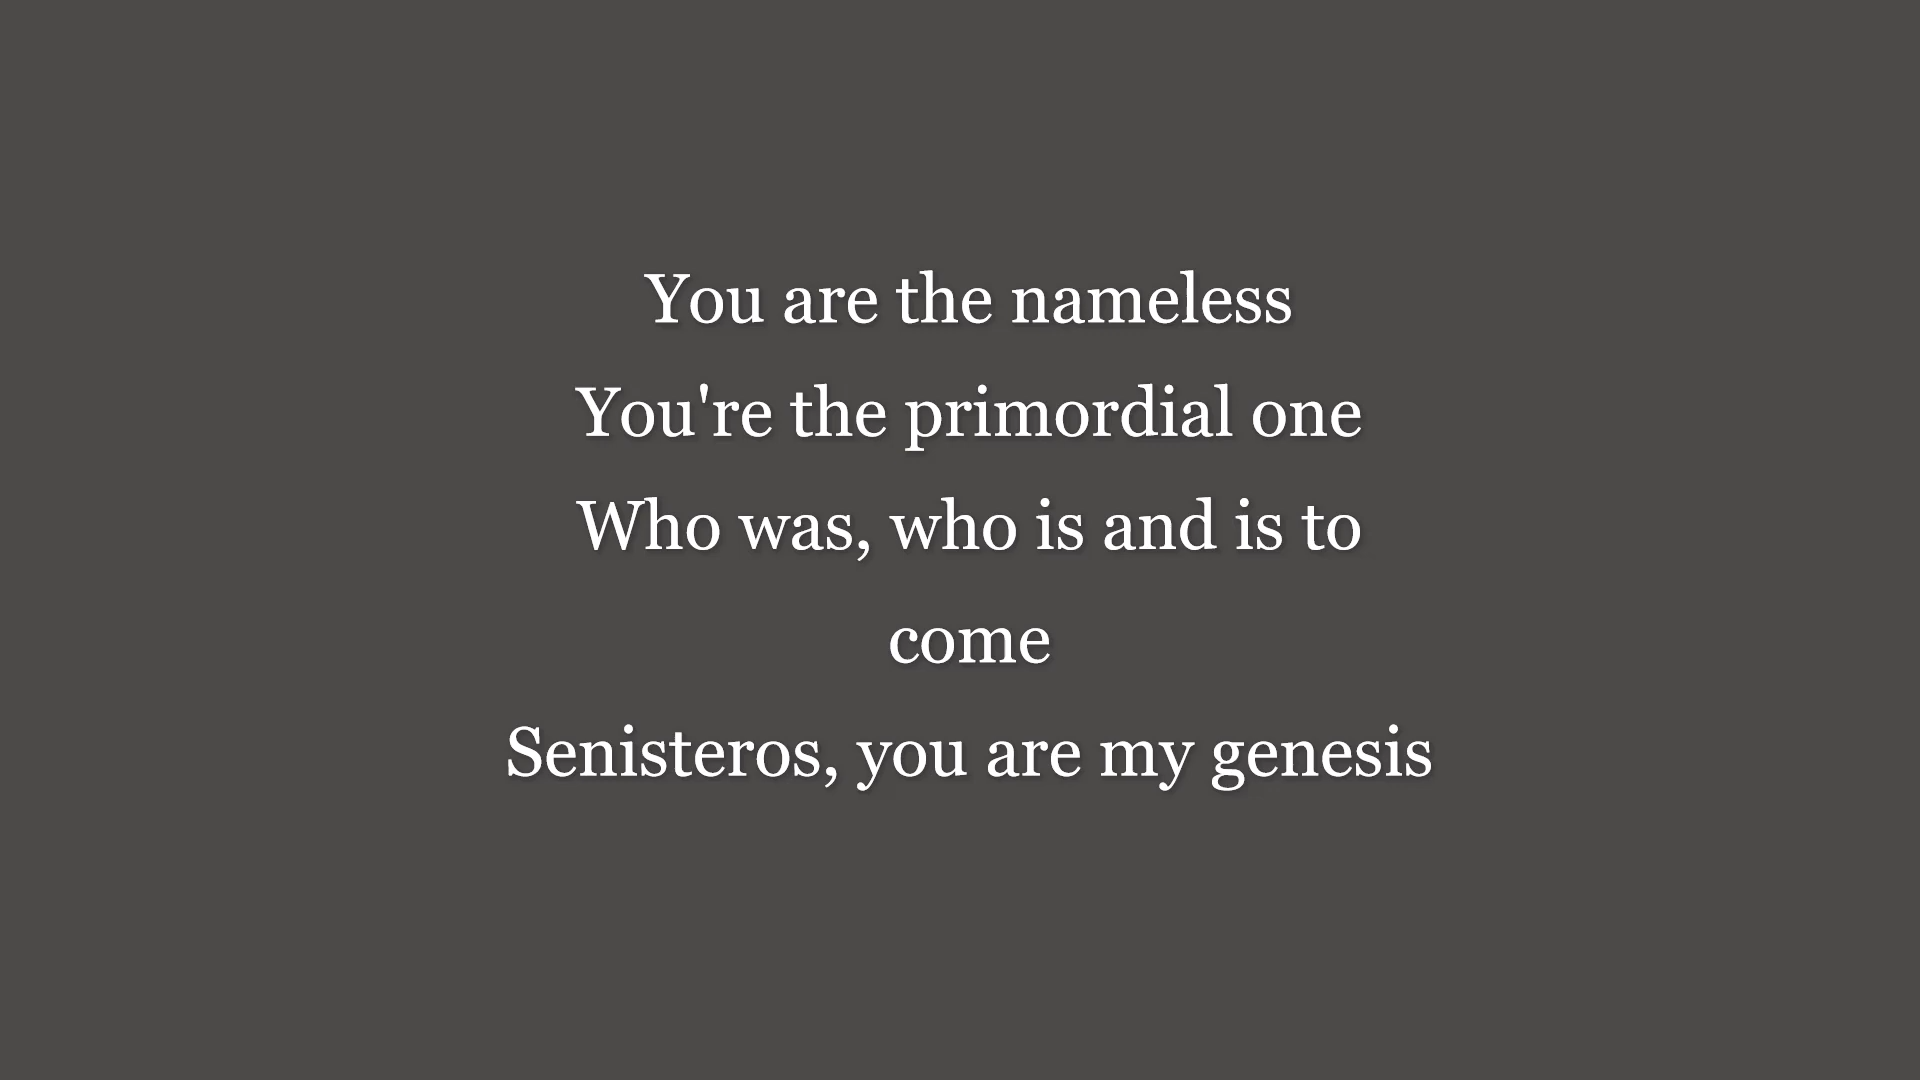 You are the nameless
You're the primordial one
Who was, who is and is to
come
Senisteros, you are my genesis